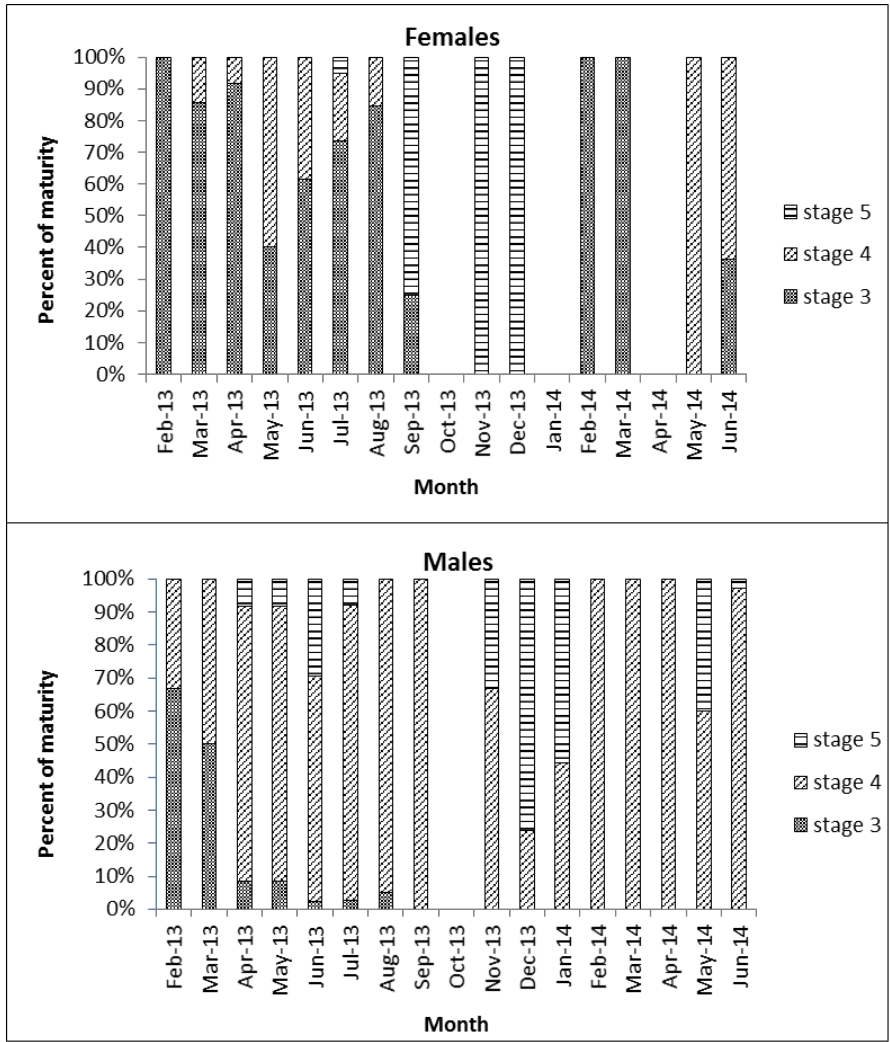 Females
100%
90%
80%
70%
60%
50%
40%
30%
20%
10%
0%
Percent of maturity
Feb-13
Mar-13
Apr-13
May-13
Jun-13
Jul-13
Aug-13
Sep-13
Oct-13
Nov-13
Dec-13
Jan-14
Feb-14
Mar-14
Apr-14
May-14
Jun-14
Month
stage 5
stage 4
stage 3
Males
100%
90%
80%
70%
60%
50%
40%
30%
20%
10%
0%
Percent of maturity
Feb-13
Mar-13
Apr-13
May-13
Jun-13
Jul-13
Aug-13
Sep-13
Oct-13
Nov-13
Dec-13
Jan-14
Feb-14
Mar-14
Apr-14
May-14
Jun-14
Month
stage 5
stage 4
stage 3